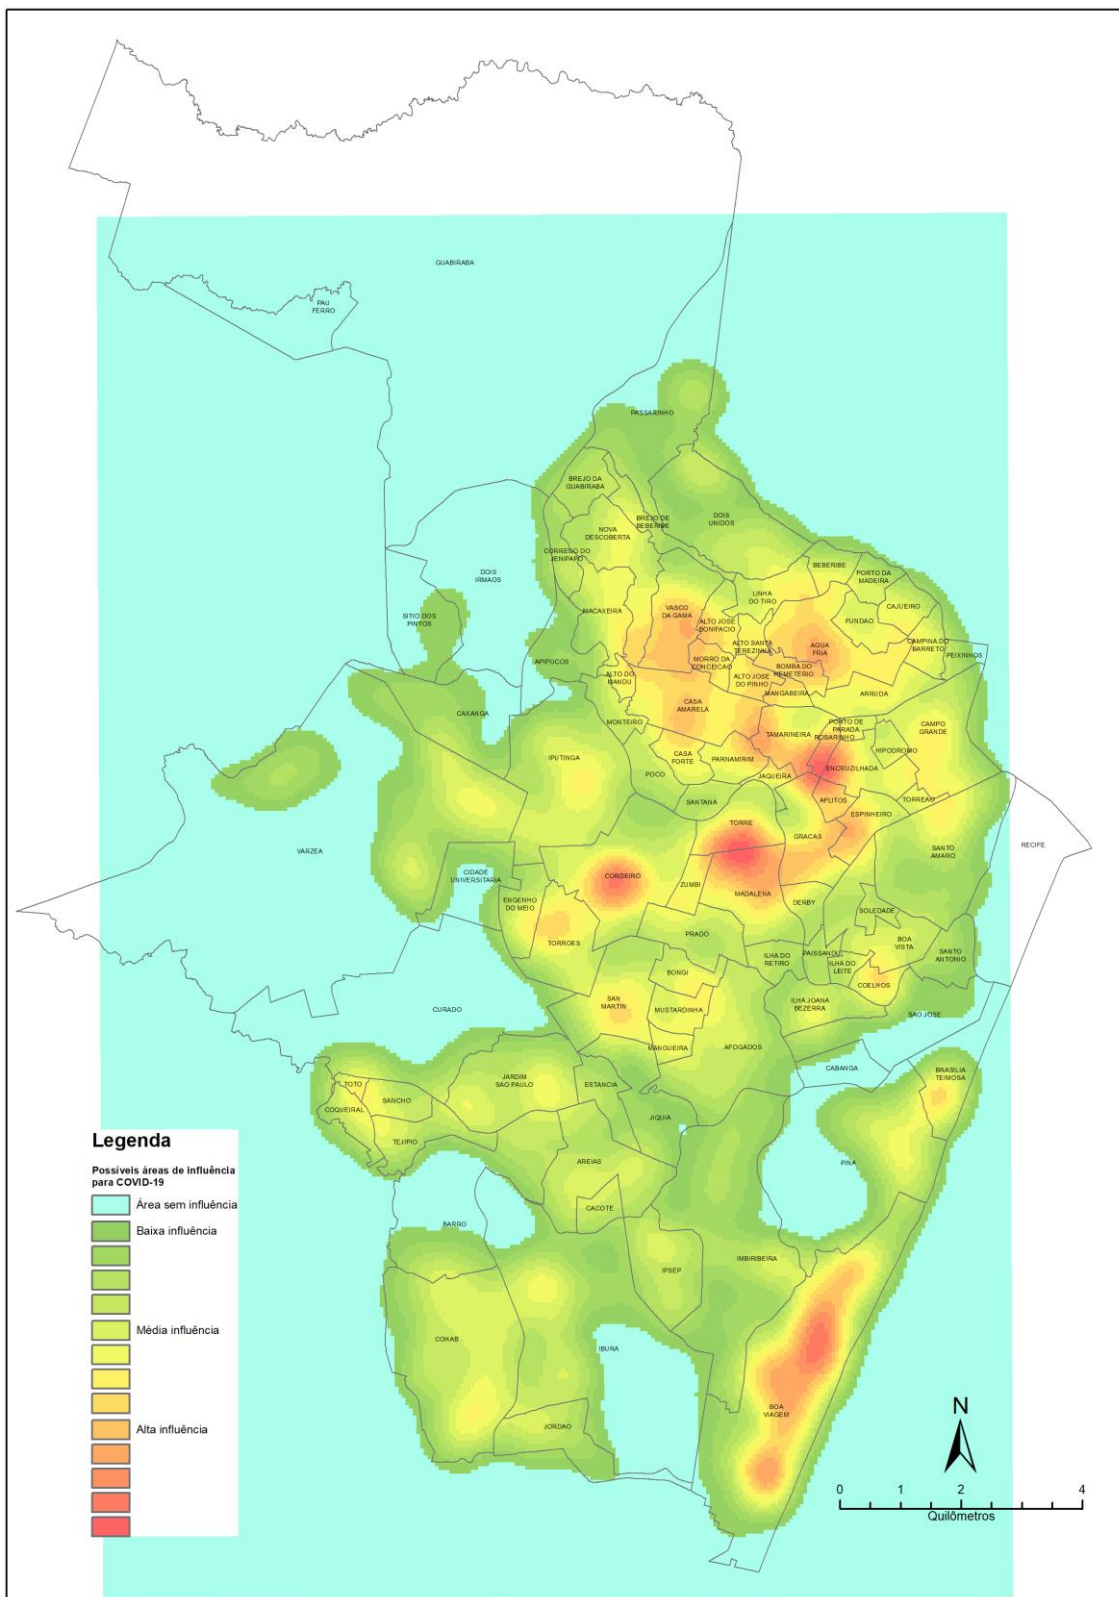 GUABIRABA
PAU
FERRO
PASSARINHO
BREJO DA
GUABIRABA
BREJO DE
BEBERIBE
DOIS
UNIDOS
NOVA
DESCOBERTA
CORREGO DO
JENIPAPO
BEBERIBE
PORTO DA
MADEIRA
DOIS
IRMAOS
LINHA
DO TIRO
CAJUEIRO
SITIO DOS
PINTOS
MACAXEIRA
VASCO
DA GAMA
ALTO JOSE
BONIFACIO
FUNDAO
ALTO SANTA
TEREZINHA
AGUA
FRIA
CAMPINA DO
BARRETO
PEIXINHOS
APIPUCOS
MORRO DA
CONCEICAO
BOMBA DO
HEMETERIO
ALTO DO
MANDU
ALTO JOSE
DO PINHO
MANGABEIRA
ARRUDA
CAXANGA
CASA
AMARELA
MONTEIRO
TAMARINEIRA
PORTO DE
PARADA
ROSARINHO
CAMPO
GRANDE
HIPODROMO
IPUTINGA
CASA
FORTE
PARNAMIRIM
ENCRUZILHADA
POCO
JAQUEIRA
SANTANA
AFLITOS
TORREAO
ESPINHEIRO
TORRE
GRACAS
VARZEA
SANTO
AMARO
RECIFE
CIDADE
UNIVERSITARIA
CORDEIRO
ZUMBI
MADALENA
ENGENHO
DO MEIO
DERBY
SOLEDADE
TORROES
PRADO
BOA
VISTA
ILHA DO
RETIRO
PAISSANDU
ILHA DO
LEITE
SANTO
ANTONIO
BONGI
COELHOS
CURADO
SAN
MARTIN
MUSTARDINHA
ILHA JOANA
BEZERRA
SAO JOSE
MANGUEIRA
AFOGADOS
CABANGA
BRASILIA
TEIMOSA
JARDIM
SAO PAULO
ESTANCIA
TOTO
SANCHO
COQUEIRAL
JIQUIA
TEJIPIO
AREIAS
PINA
CACOTE
BARRO
IMBIRIBEIRA
IPSEP
COHAB
IBURA
BOA
VIAGEM
JORDAO
Legenda
Possíveis áreas de influência
para COVID-19
Área sem influência
Baixa influência
Média influência
Alta influência
N
0 1 2 4
Quilômetros